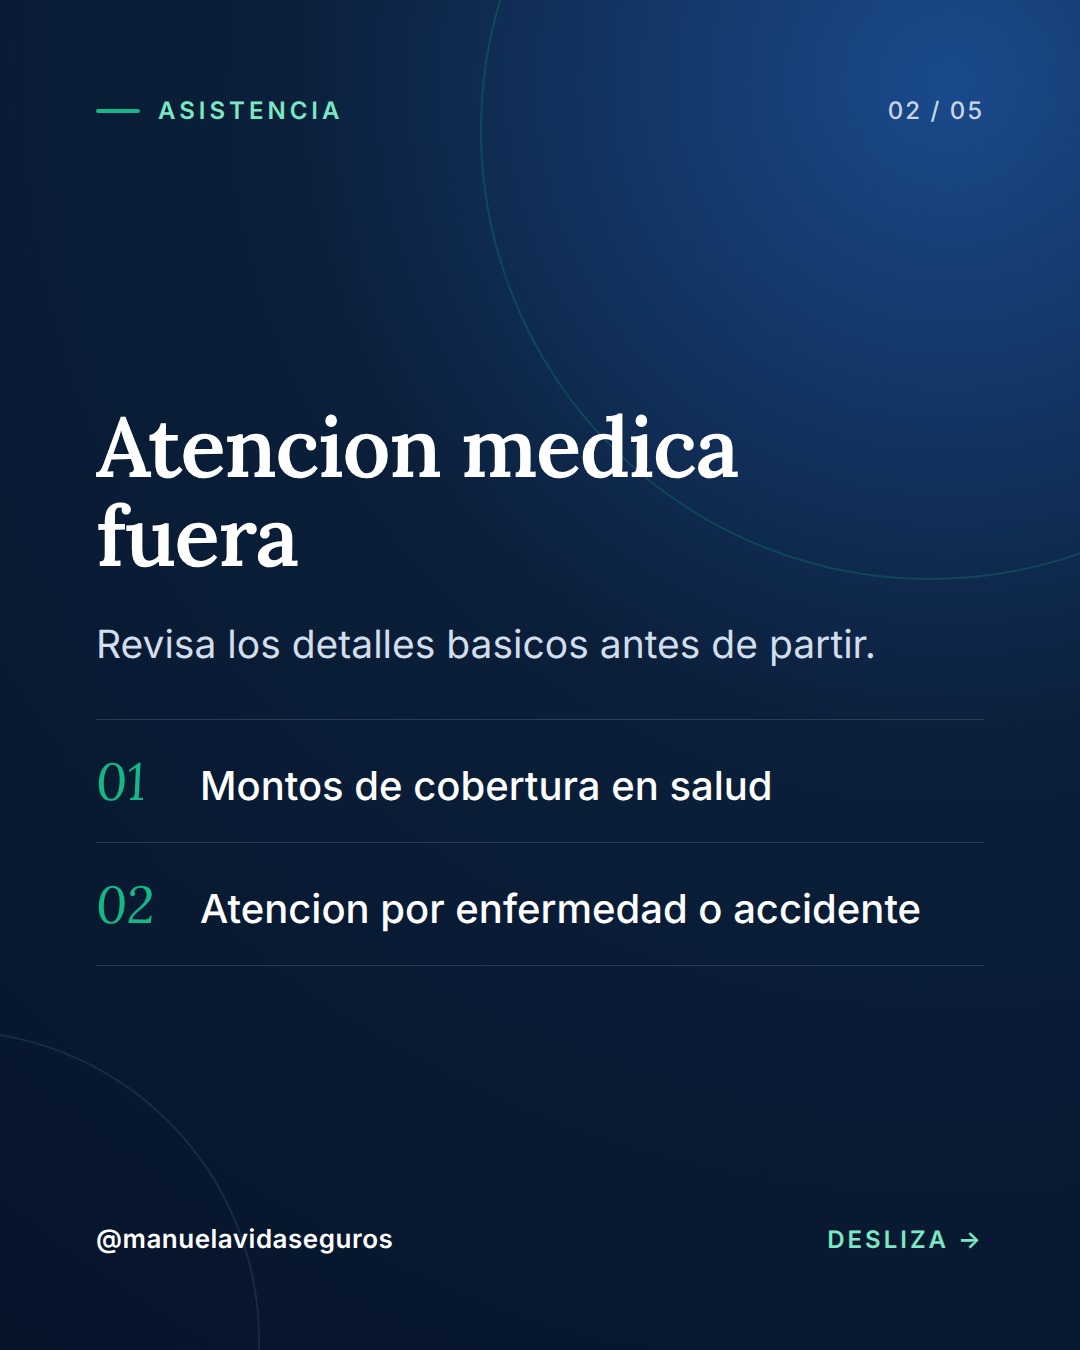 ASISTENCIA
02 / 05
Atencion medica
fuera
Revisa los detalles basicos antes de partir.
01 Montos de cobertura en salud
02 Atencion por enfermedad o accidente
@manuelavidaseguros
DESLIZA →